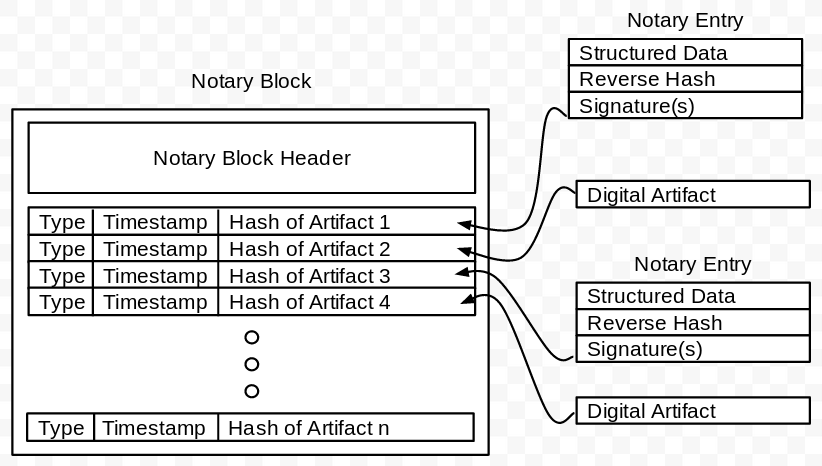 Notary Block
Notary Block Header
Type Timestamp Hash of Artifact 1
Type Timestamp Hash of Artifact 2
Type Timestamp Hash of Artifact 3
Type Timestamp Hash of Artifact 4
Type Timestamp Hash of Artifact n
Notary Entry
Structured Data
Reverse Hash
Signature(s)
Digital Artifact
Notary Entry
Structured Data
Reverse Hash
Signature(s)
Digital Artifact